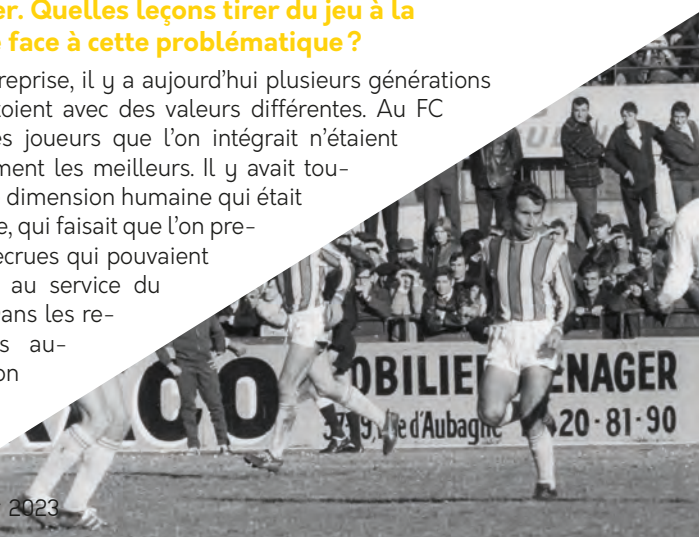 er. Quelles leçons tirer du jeu à la
face à cette problématique ?
reprise, il y a aujourd’hui plusieurs générations
toient avec des valeurs différentes. Au FC
es joueurs que l’on intégrait n’étaient
ment les meilleurs. Il y avait tou-
dimension humaine qui était
e, qui faisait que l’on pre-
ecrues qui pouvaient
au service du
ans les re-
s au-
on
OBILIER ENAGER
CO
d'Aubagne
20-81-90
2023